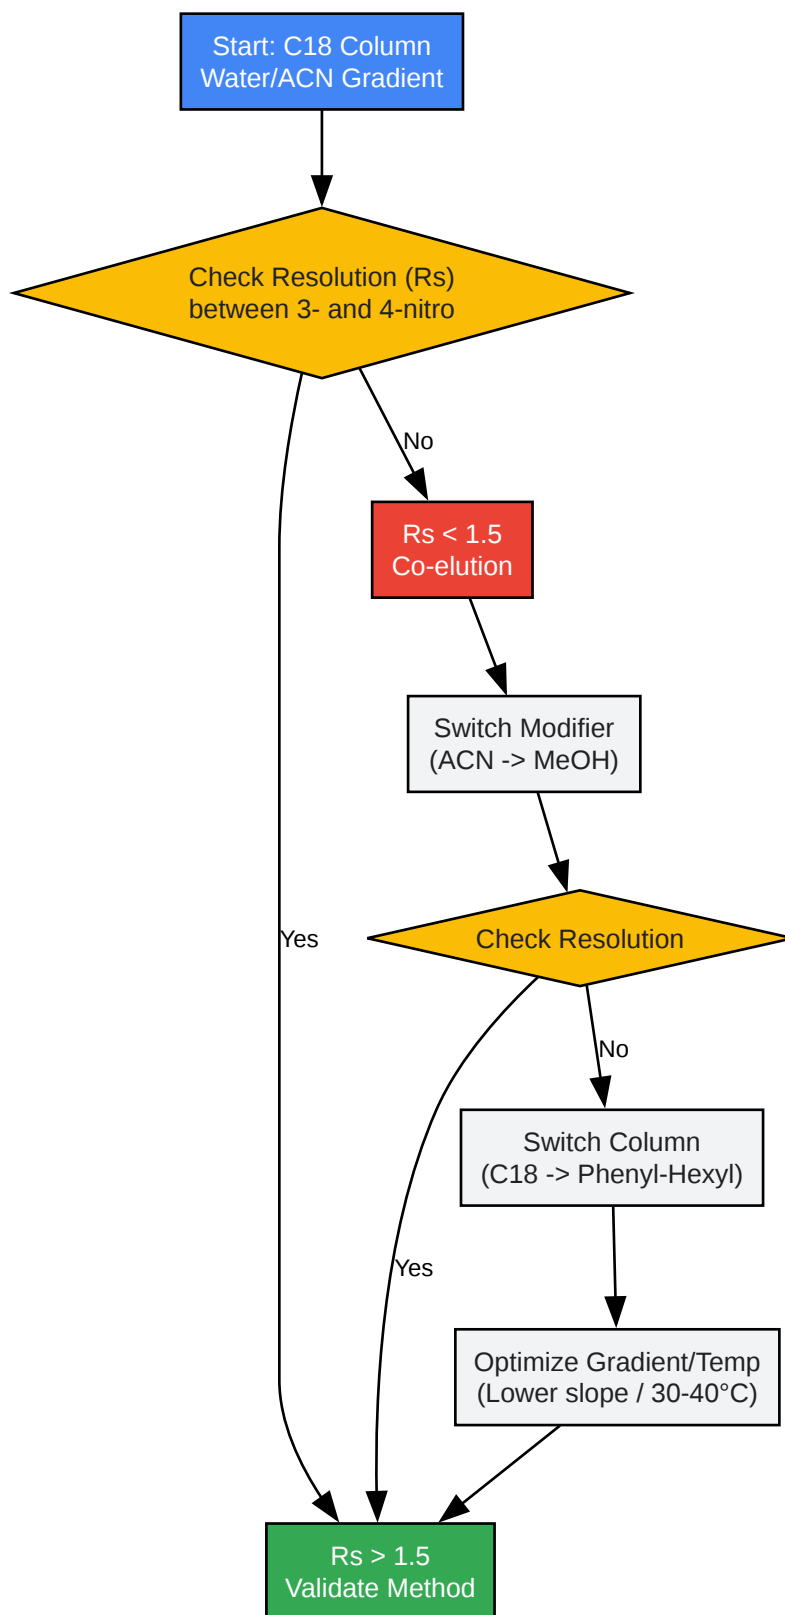 Start: C18 Column
Water/ACN Gradient
Check Resolution (Rs)
between 3- and 4-nitro
No
Rs < 1.5
Co-elution
Switch Modifier
(ACN -> MeOH)
Yes
Check Resolution
No
Switch Column
(C18 -> Phenyl-Hexyl)
Yes
Optimize Gradient/Temp
(Lower slope / 30-40°C)
Rs > 1.5
Validate Method